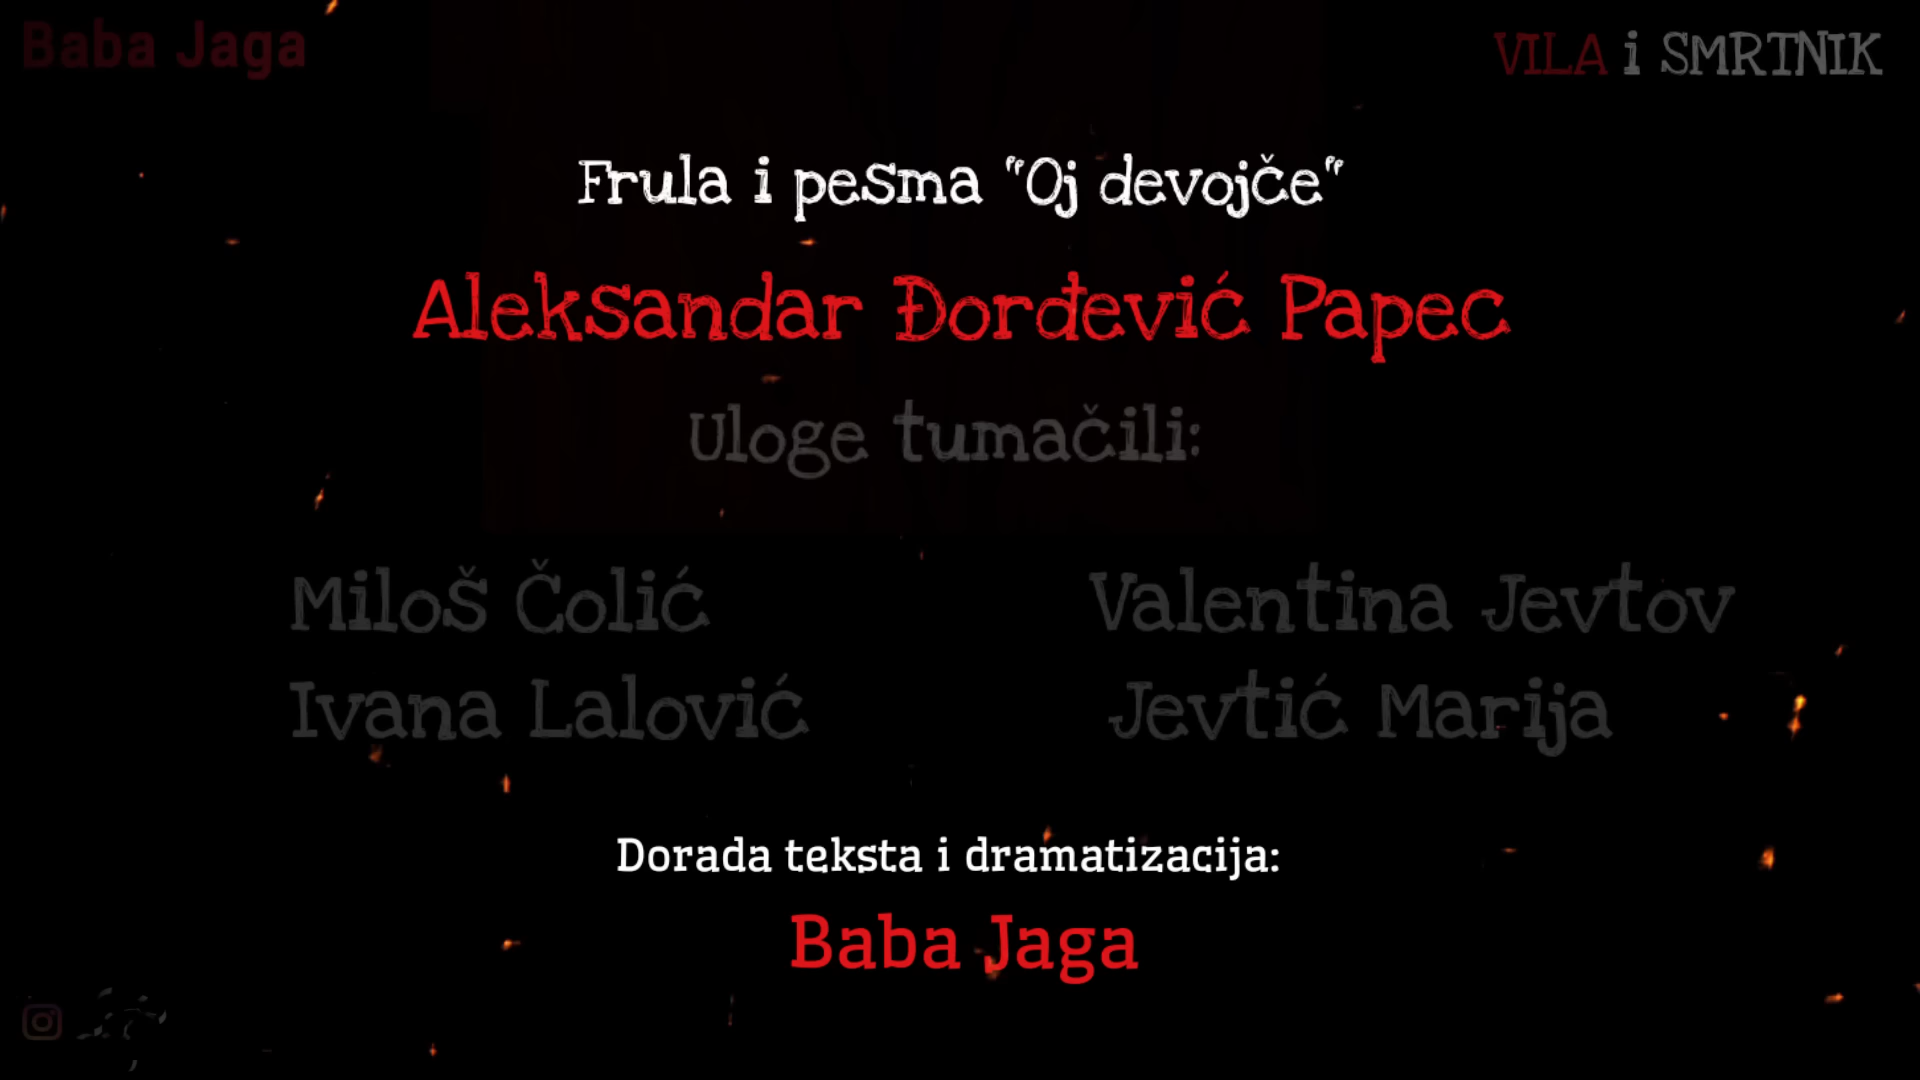 Baba Jaga
VILA i SMRTNIK
Frula i pesma "Oj devojče"
Aleksandar Đorđević Papec
Uloge tumačili:
Miloš Čolić
Valentina Jevtov
Ivana Lalović
Jevtić Marija
Dorada teksta i dramatizacija:
Baba Jaga